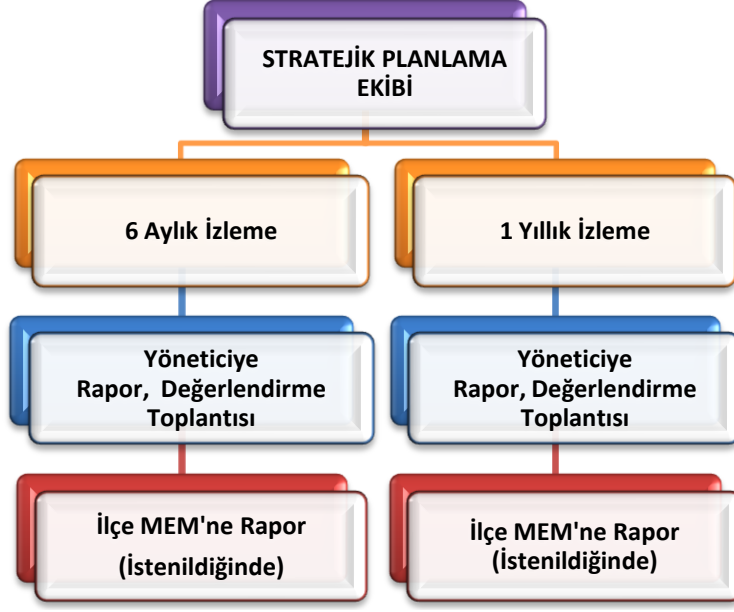 STRATEJİK PLANLAMA
EKİBİ
6 Aylık İzleme
1 Yıllık İzleme
Yöneticiye
Rapor, Değerlendirme
Toplantısı
Yöneticiye
Rapor, Değerlendirme
Toplantısı
İlçe MEM'ne Rapor
(İstenildiğinde)
İlçe MEM'ne Rapor
(İstenildiğinde)